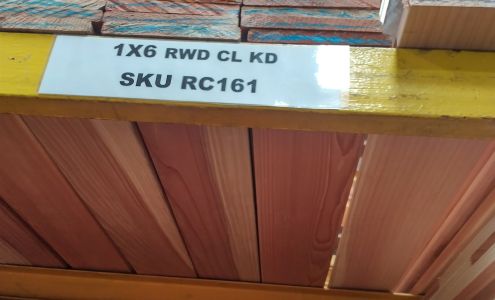 1X6 RWD CL KD
SKU RC161